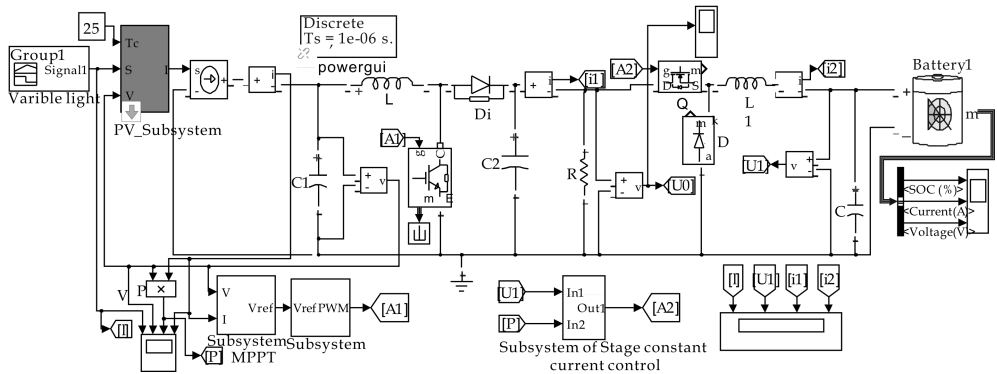 25
Group1
Signal1
Varible light
Tc
S
V
I
PV_Subsystem
s
+
-
i
Discrete
Ts = 1e-06 s.
powergui
L
Di
[A1]
g
C
m
E
C1
+
-
v
C2
+
-
i
[i1]
R
+
-
v
[U0]
[A2]
g
m
D
S
Q
m
k
a
D
L
1
+
-
i
[i2]
[U1]
v
+
-
C
Battery1
+
m
<SOC (%)>
<Current(A)>
<Voltage(V)>
V
P
×
[I]
[P]
V
I
Vref
Subsystem
MPPT
Vref PWM
Subsystem
[A1]
[U1]
[P]
In1
In2
Out1
[A2]
Subsystem of Stage constant
current control
[I]
[U1]
[i1]
[i2]